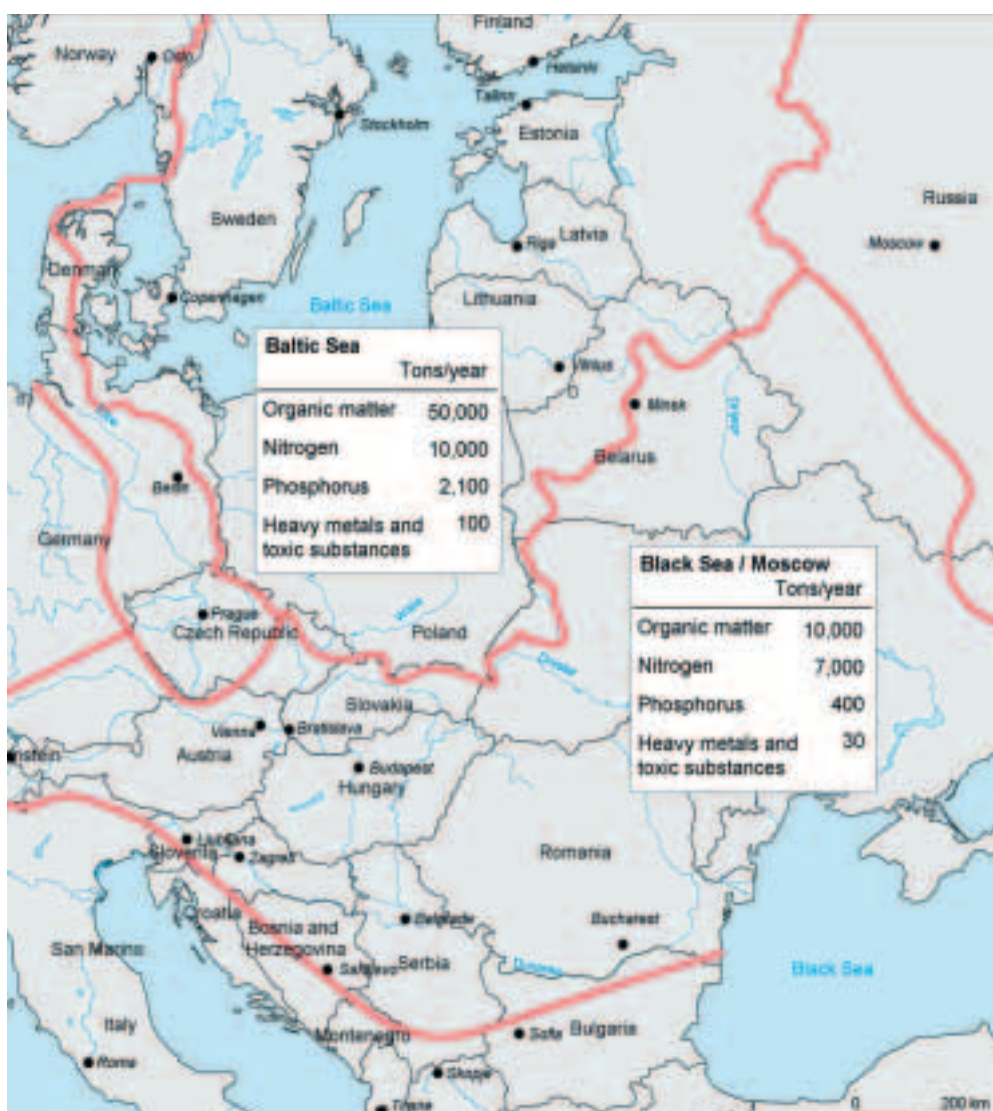 Finland
Norway
Oslo
Helsinki
Tallinn
Stockholm
Estonia
Russia
Sweden
Moscow
Riga
Latvia
Denmark
Copenhagen
Baltic Sea
Lithuania
Baltic Sea
Tons/year
Organic matter 50,000
Nitrogen 10,000
Phosphorus 2,100
Heavy metals and 100
toxic substances
Vilnius
Minsk
Belarus
Berlin
Germany
Black Sea / Moscow
Tons/year
Organic matter 10,000
Nitrogen 7,000
Phosphorus 400
Heavy metals and 30
toxic substances
Prague
Czech Republic
Poland
Slovakia
Vienna
Bratislava
Austria
Budapest
Hungary
Ljubljana
Slovenia
Zagreb
Romania
Croatia
Bosnia and
Herzegovina
Belgrade
Bucharest
San Marino
Sarajevo
Serbia
Black Sea
Italy
Montenegro
Sofia
Bulgaria
Roma
Skopje
Tirana
0 200 km